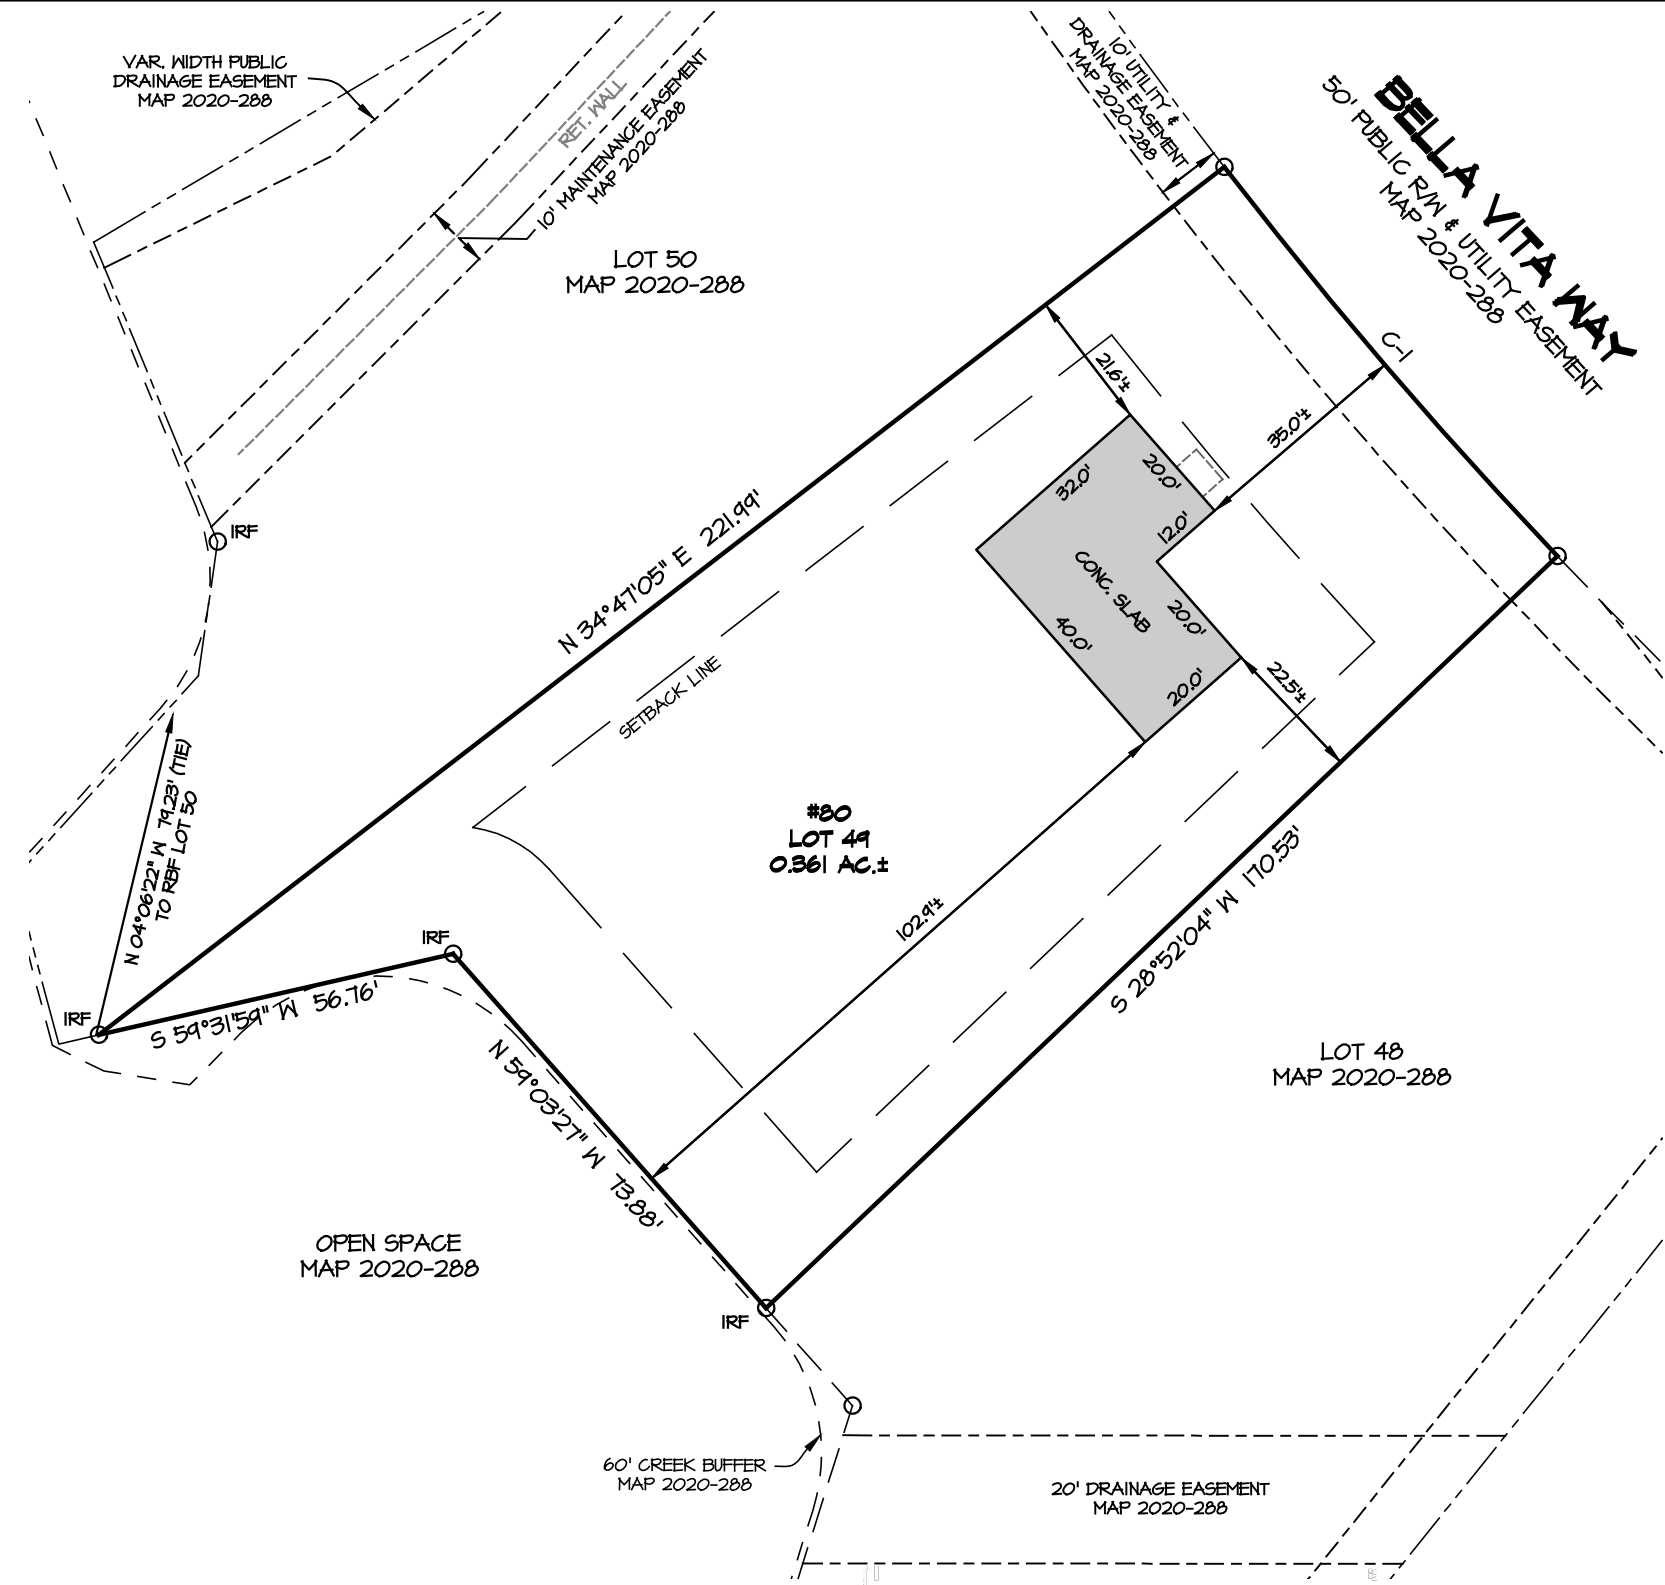 VAR. WIDTH PUBLIC
DRAINAGE EASEMENT
MAP 2020-288
RET. WALL
10' MAINTENANCE EASEMENT
MAP 2020-288
LOT 50
MAP 2020-288
10' UTILITY &
DRAINAGE EASEMENT
MAP 2020-288
BELLA VITA WAY
50' PUBLIC R/W & UTILITY EASEMENT
MAP 2020-288
C-1
21.6'±
35.0'±
32.0'
20.0'
12.0'
CONC. SLAB
40.0'
20.0'
20.0'
22.5'±
IRF
N 34°47'05" E 221.99'
SETBACK LINE
N 04°06'22" W 79.23' (TIE)
TO RBF LOT 50
#80
LOT 49
0.361 AC.±
102.9'±
S 28°52'04" W 170.53'
IRF
IRF
S 59°31'59" W 56.76'
N 59°03'27" W 73.88'
LOT 48
MAP 2020-288
OPEN SPACE
MAP 2020-288
IRF
60' CREEK BUFFER
MAP 2020-288
20' DRAINAGE EASEMENT
MAP 2020-288